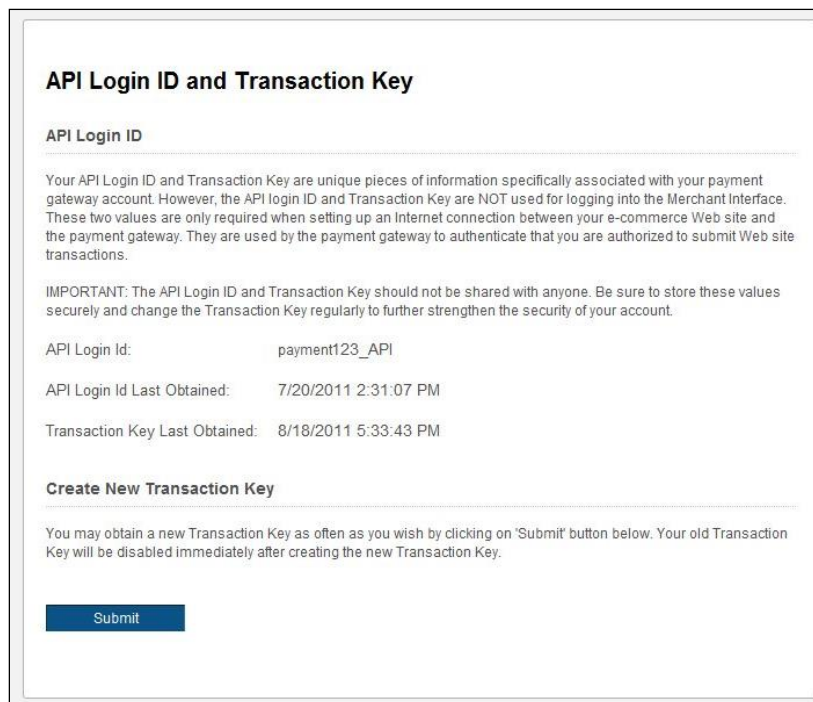 API Login ID and Transaction Key
API Login ID
Your API Login ID and Transaction Key are unique pieces of information specifically associated with your payment
gateway account. However, the API login ID and Transaction Key are NOT used for logging into the Merchant Interface.
These two values are only required when setting up an Internet connection between your e-commerce Web site and
the payment gateway. They are used by the payment gateway to authenticate that you are authorized to submit Web site
transactions.
IMPORTANT: The API Login ID and Transaction Key should not be shared with anyone. Be sure to store these values
securely and change the Transaction Key regularly to further strengthen the security of your account.
API Login Id: payment123_API
API Login Id Last Obtained: 7/20/2011 2:31:07 PM
Transaction Key Last Obtained: 8/18/2011 5:33:43 PM
Create New Transaction Key
You may obtain a new Transaction Key as often as you wish by clicking on 'Submit' button below. Your old Transaction
Key will be disabled immediately after creating the new Transaction Key.
Submit